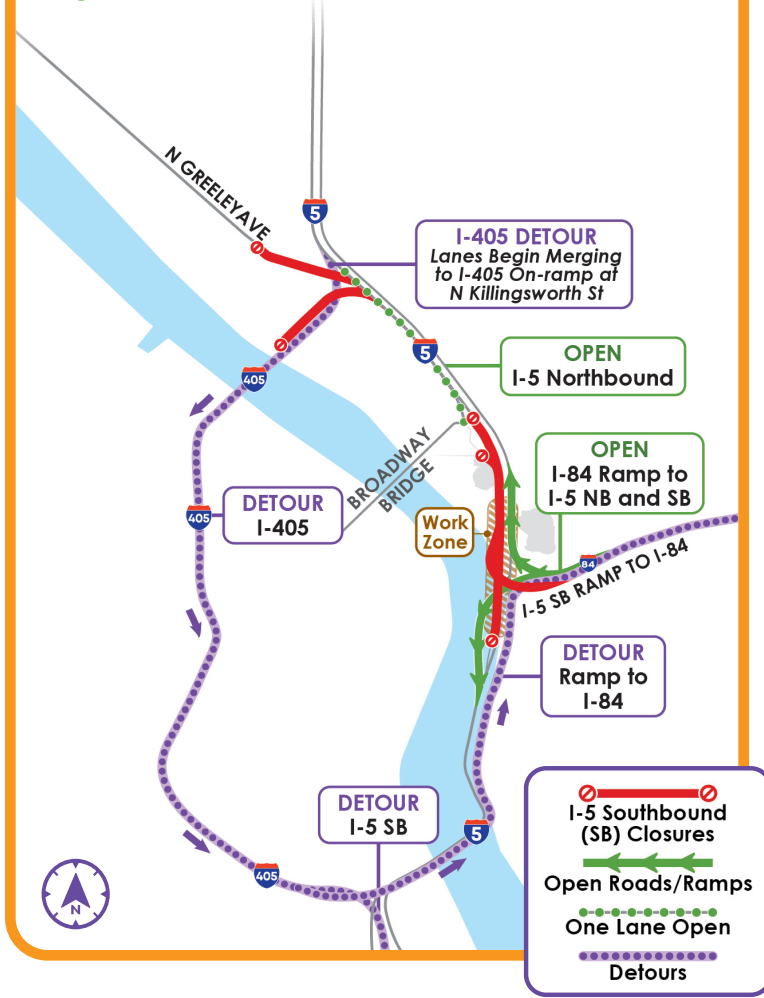 N GREELEY AVE
5
I-405 DETOUR
Lanes Begin Merging
to I-405 On-ramp at
N Killingsworth St
5
OPEN
I-5 Northbound
405
BROADWAY
BRIDGE
OPEN
I-84 Ramp to
I-5 NB and SB
DETOUR
I-405
405
Work
Zone
84
I-5 SB RAMP TO I-84
DETOUR
Ramp to
I-84
DETOUR
I-5 SB
5
405
N
I-5 Southbound
(SB) Closures
Open Roads/Ramps
One Lane Open
Detours